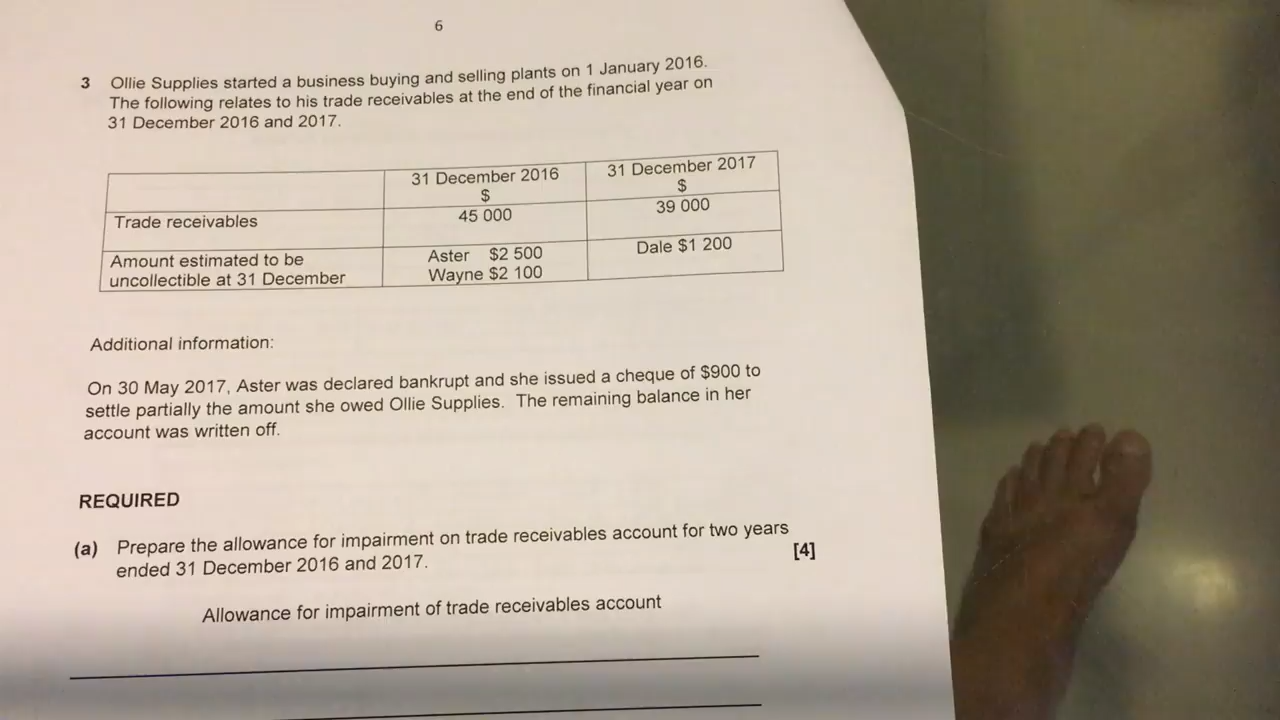 6
3 Ollie Supplies started a business buying and selling plants on 1 January 2016.
The following relates to his trade receivables at the end of the financial year on
31 December 2016 and 2017.
31 December 2016
$
31 December 2017
$
Trade receivables
45 000
39 000
Amount estimated to be
uncollectible at 31 December
Aster $2 500
Wayne $2 100
Dale $1 200
Additional information:
On 30 May 2017, Aster was declared bankrupt and she issued a cheque of $900 to
settle partially the amount she owed Ollie Supplies. The remaining balance in her
account was written off.
REQUIRED
(a) Prepare the allowance for impairment on trade receivables account for two years
ended 31 December 2016 and 2017.
[4]
Allowance for impairment of trade receivables account